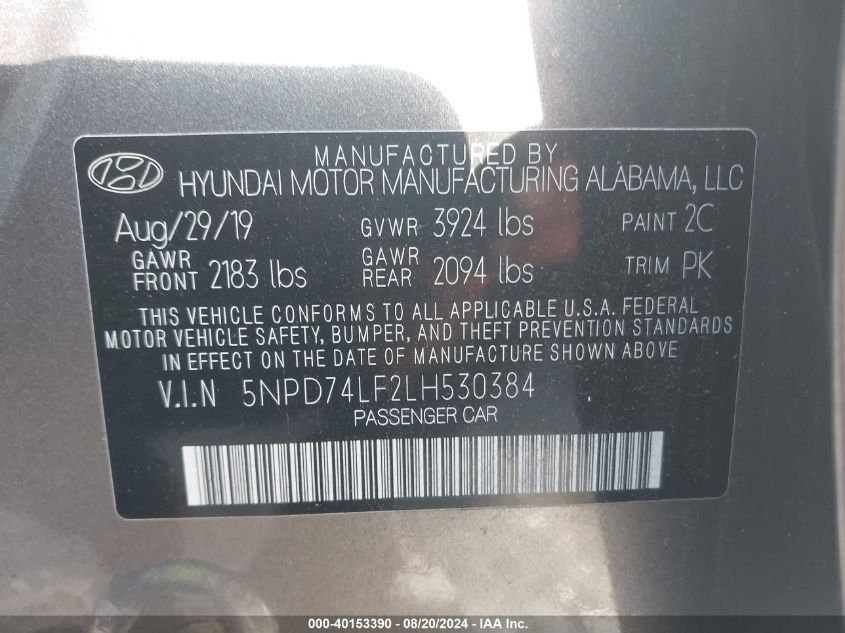 MANUFACTURED BY
HYUNDAI MOTOR MANUFACTURING ALABAMA, LLC
Aug/29/19 GVWR 3924 lbs PAINT 2C
GAWR FRONT 2183 lbs GAWR REAR 2094 lbs TRIM PK
THIS VEHICLE CONFORMS TO ALL APPLICABLE U.S.A. FEDERAL
MOTOR VEHICLE SAFETY, BUMPER, AND THEFT PREVENTION STANDARDS
IN EFFECT ON THE DATE OF MANUFACTURE SHOWN ABOVE
V.I.N 5NPD74LF2LH530384
PASSENGER CAR
000-40153390 - 08/20/2024 - IAA Inc.